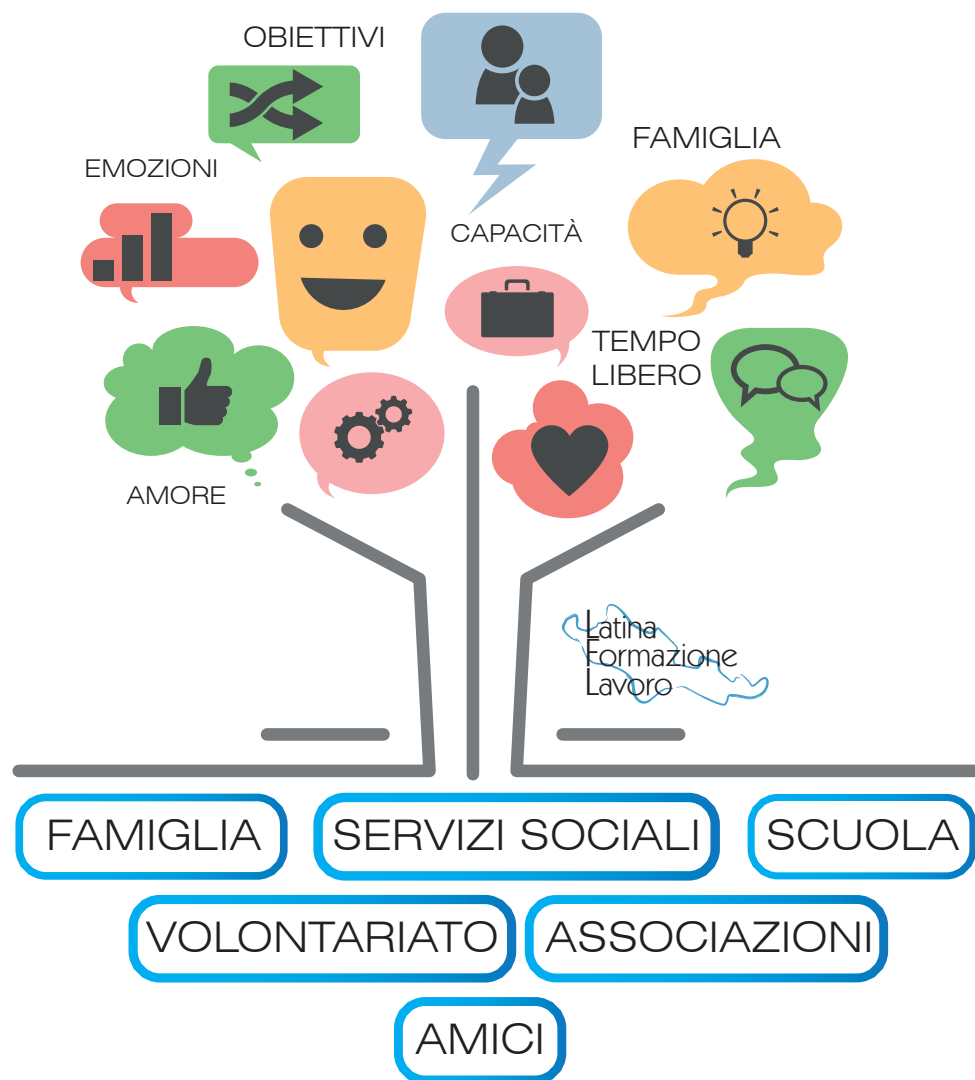 OBIETTIVI
FAMIGLIA
EMOZIONI
CAPACITÀ
TEMPO
LIBERO
AMORE
Latina
Formazione
Lavoro
FAMIGLIA
SERVIZI SOCIALI
SCUOLA
VOLONTARIATO
ASSOCIAZIONI
AMICI